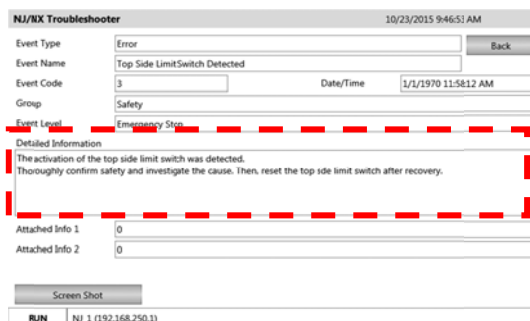 NJ/NX Troubleshooter 10/23/2015 9:46:51 AM
Event Type Error Back
Event Name Top Side LimitSwitch Detected
Event Code 3 Date/Time 1/1/1970 11:58:12 AM
Group Safety
Event Level Emergency Stop
Detailed Information
The activation of the top side limit switch was detected.
Thoroughly confirm safety and investigate the cause. Then, reset the top side limit switch after recovery.
Attached Info 1 0
Attached Info 2 0
Screen Shot
RUN NJ_1 (192.168.250.1)